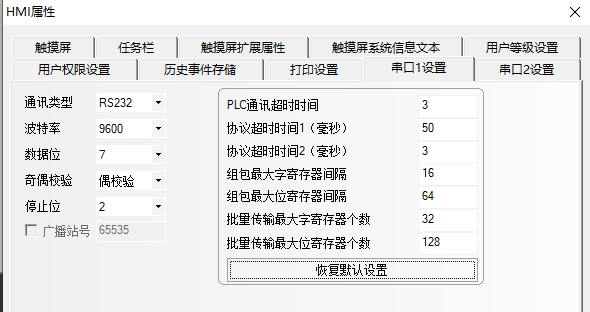 HMI属性
触摸屏 任务栏 触摸屏扩展属性 触摸屏系统信息文本 用户等级设置
用户权限设置 历史事件存储 打印设置 串口1设置 串口2设置
通讯类型 RS232
波特率 9600
数据位 7
奇偶校验 偶校验
停止位 2
广播站号 65535
PLC通讯超时时间 3
协议超时时间1（毫秒） 50
协议超时时间2（毫秒） 3
组包最大字寄存器间隔 16
组包最大位寄存器间隔 64
批量传输最大字寄存器个数 32
批量传输最大位寄存器个数 128
恢复默认设置